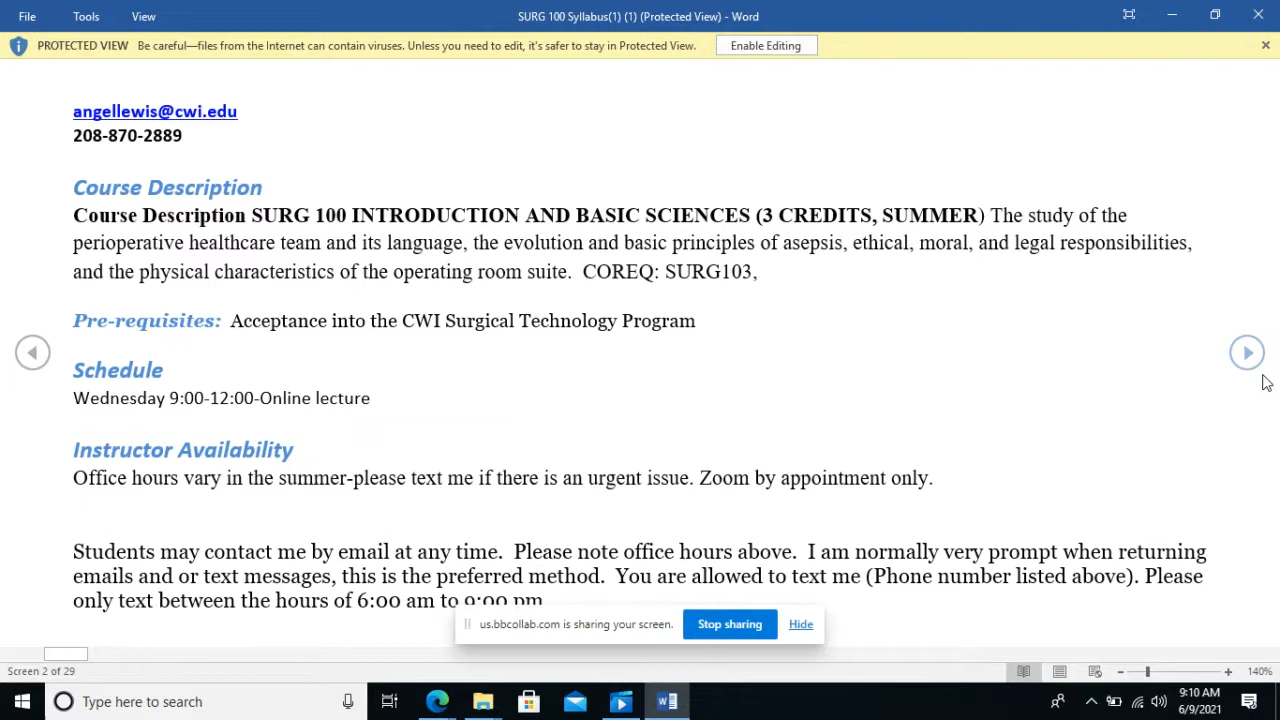 File Tools View SURG 100 Syllabus(1) (1) (Protected View) - Word
PROTECTED VIEW Be careful—files from the Internet can contain viruses. Unless you need to edit, it's safer to stay in Protected View. Enable Editing
angellewis@cwi.edu
208-870-2889
Course Description
Course Description SURG 100 INTRODUCTION AND BASIC SCIENCES (3 CREDITS, SUMMER) The study of the
perioperative healthcare team and its language, the evolution and basic principles of asepsis, ethical, moral, and legal responsibilities,
and the physical characteristics of the operating room suite. COREQ: SURG103,
Pre-requisites: Acceptance into the CWI Surgical Technology Program
Schedule
Wednesday 9:00-12:00-Online lecture
Instructor Availability
Office hours vary in the summer-please text me if there is an urgent issue. Zoom by appointment only.
Students may contact me by email at any time. Please note office hours above. I am normally very prompt when returning
emails and or text messages, this is the preferred method. You are allowed to text me (Phone number listed above). Please
only text between the hours of 6:00 am to 9:00 pm
us.bbcollab.com is sharing your screen. Stop sharing Hide
Screen 2 of 29 140%
Type here to search 9:10 AM
6/9/2021